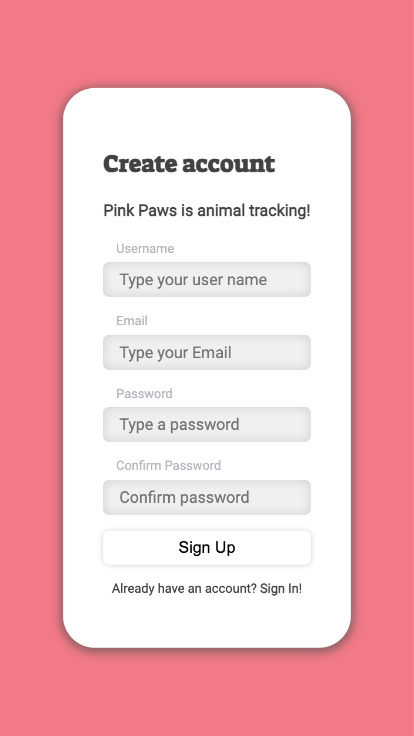 Create account
Pink Paws is animal tracking!
Username
Type your user name
Email
Type your Email
Password
Type a password
Confirm Password
Confirm password
Sign Up
Already have an account? Sign In!